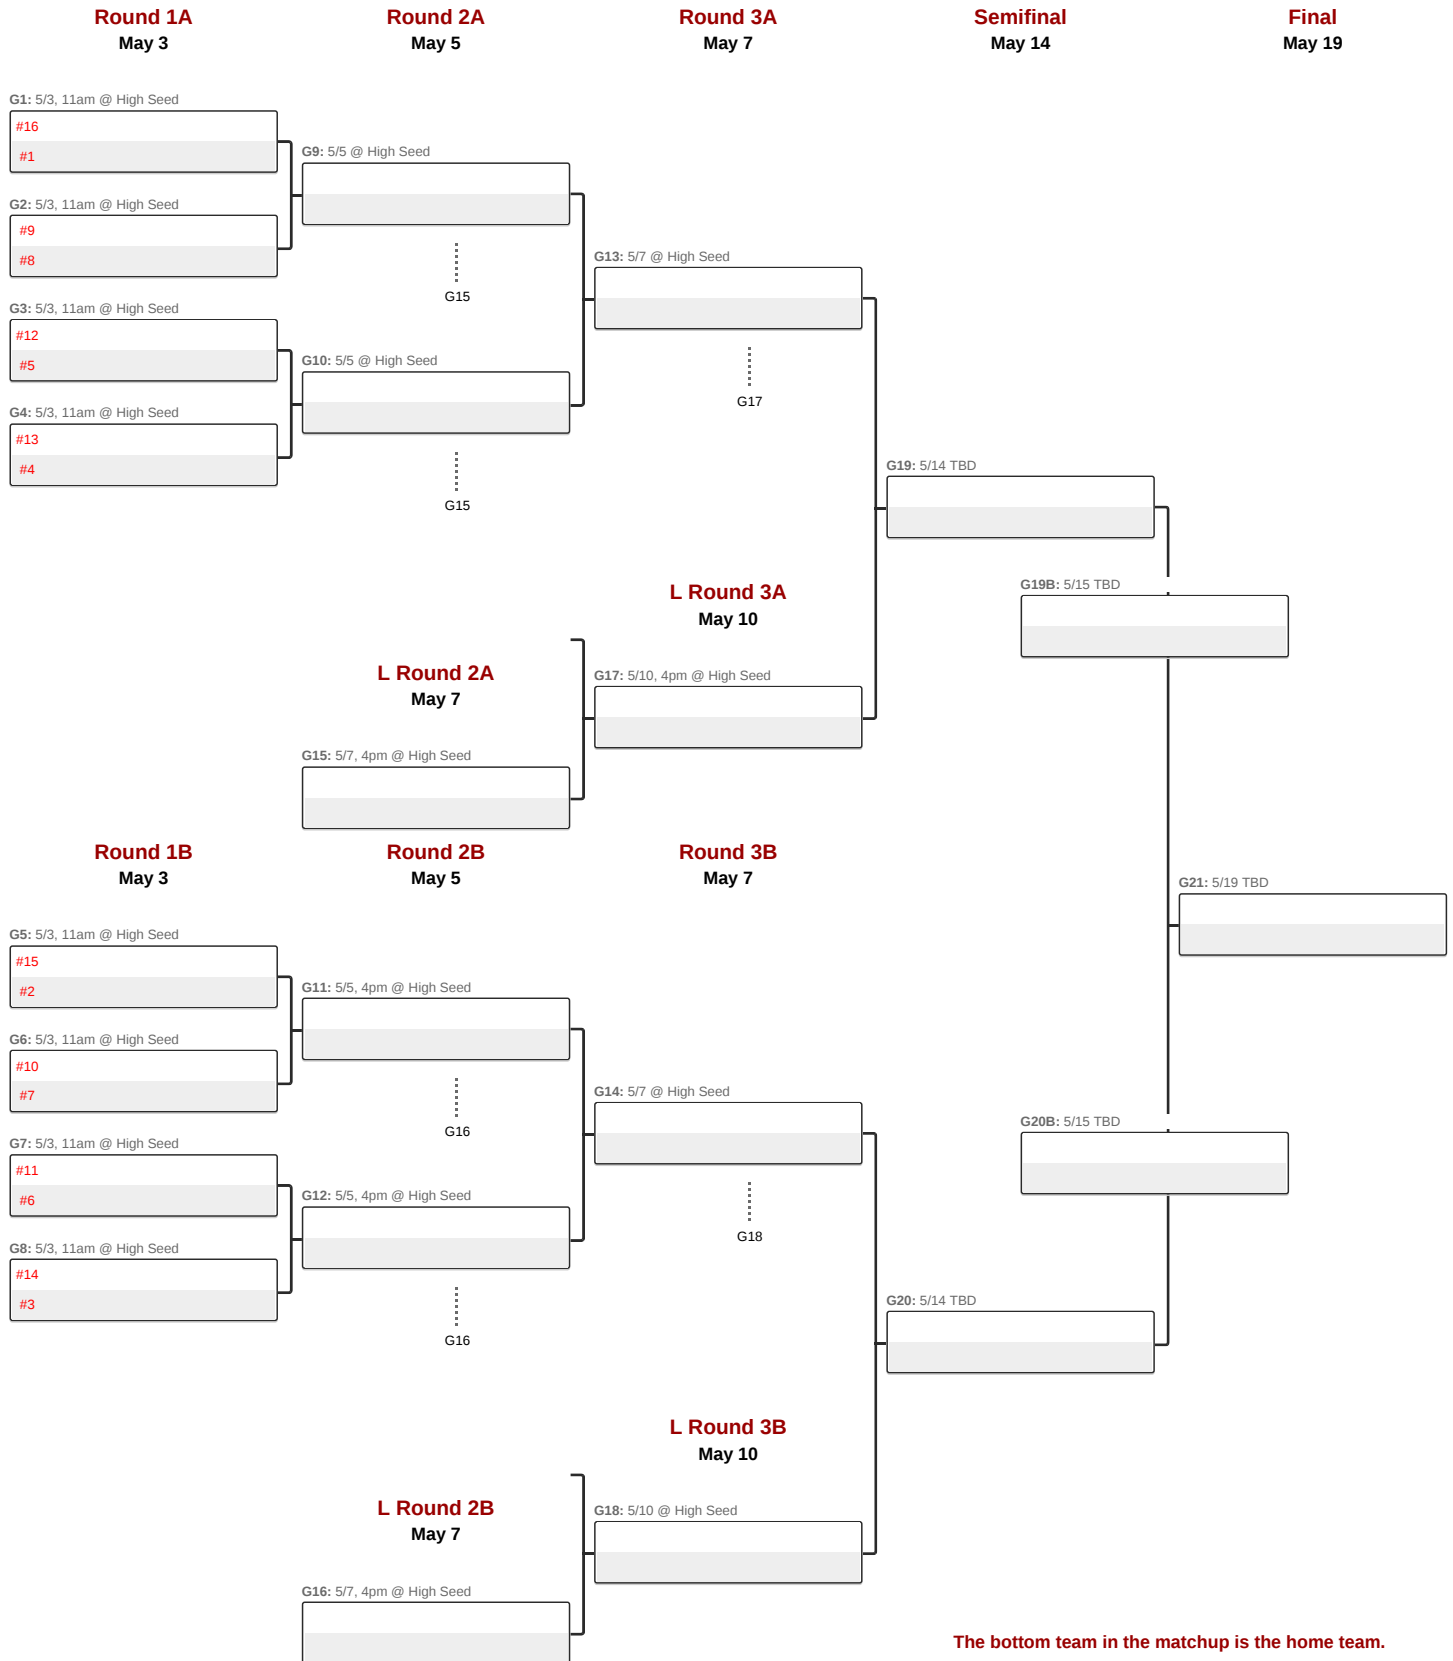 Round 1A
May 3
Round 2A
May 5
Round 3A
May 7
Semifinal
May 14
Final
May 19
G1: 5/3, 11am @ High Seed
#16
#1
G9: 5/5 @ High Seed
G2: 5/3, 11am @ High Seed
#9
#8
G13: 5/7 @ High Seed
G15
G3: 5/3, 11am @ High Seed
#12
#5
G10: 5/5 @ High Seed
G17
G4: 5/3, 11am @ High Seed
#13
#4
G19: 5/14 TBD
G15
G19B: 5/15 TBD
L Round 3A
May 10
L Round 2A
May 7
G17: 5/10, 4pm @ High Seed
G15: 5/7, 4pm @ High Seed
Round 1B
May 3
Round 2B
May 5
Round 3B
May 7
G21: 5/19 TBD
G5: 5/3, 11am @ High Seed
#15
#2
G11: 5/5, 4pm @ High Seed
G6: 5/3, 11am @ High Seed
#10
#7
G14: 5/7 @ High Seed
G20B: 5/15 TBD
G16
G7: 5/3, 11am @ High Seed
#11
#6
G12: 5/5, 4pm @ High Seed
G18
G8: 5/3, 11am @ High Seed
#14
#3
G20: 5/14 TBD
G16
L Round 3B
May 10
L Round 2B
May 7
G18: 5/10 @ High Seed
G16: 5/7, 4pm @ High Seed
The bottom team in the matchup is the home team.